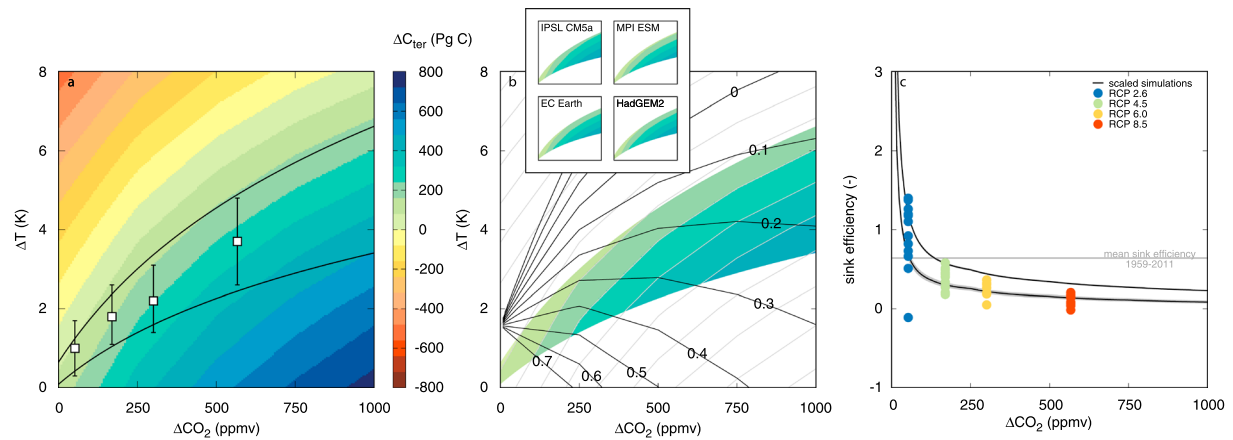 ΔC_ter (Pg C)
a
8
6
4
2
0
ΔT (K)
0
250
500
750
1000
ΔCO₂ (ppmv)
800
600
400
200
0
-200
-400
-600
-800
b
IPSL CM5a
MPI ESM
EC Earth
HadGEM2
8
6
4
2
0
ΔT (K)
0
0.1
0.2
0.3
0.4
0.5
0.6
0.7
0
250
500
750
1000
ΔCO₂ (ppmv)
c
scaled simulations
RCP 2.6
RCP 4.5
RCP 6.0
RCP 8.5
3
2
1
0
-1
sink efficiency (-)
mean sink efficiency
1959-2011
0
250
500
750
1000
ΔCO₂ (ppmv)